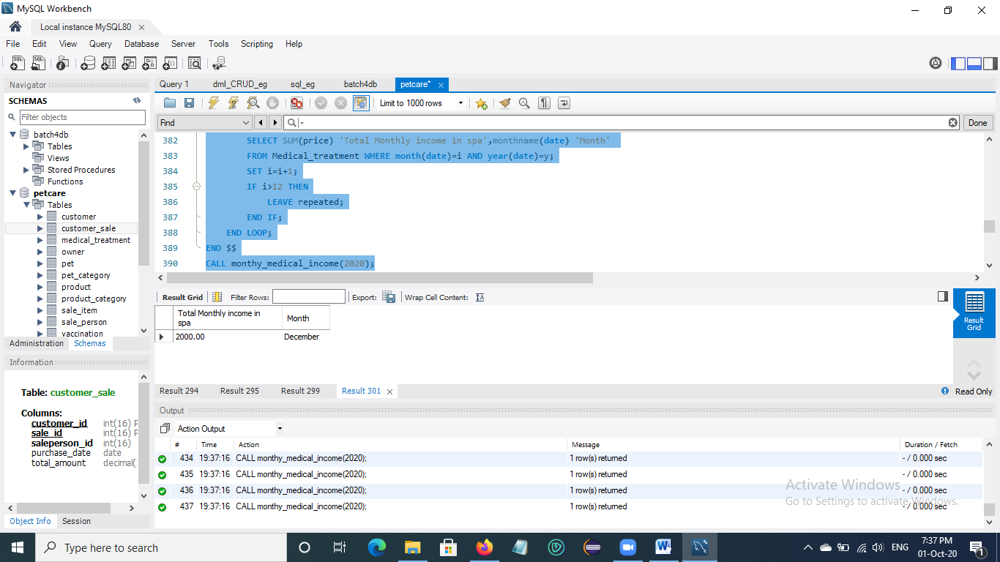 MySQL Workbench
Local instance MySQL80
File Edit View Query Database Server Tools Scripting Help
Navigator
SCHEMAS
Filter objects
batch4db
Tables
Views
Stored Procedures
Functions
petcare
Tables
customer
customer_sale
medical_treatment
owner
pet
pet_category
product
product_category
sale_item
sale_person
vaccination
Administration Schemas
Information
Table: customer_sale
Columns:
customer_id int(16) P
sale_id int(16) P
saleperson_id int(16)
purchase_date date
total_amount decimal(
Object Info Session
Query 1 dml_CRUD_eg sql_eg batch4db petcare*
Limit to 1000 rows
Find Done
382 SELECT SUM(price) 'Total Monthly income in spa',monthname(date) 'Month'
383 FROM Medical_treatment WHERE month(date)=i AND year(date)=y;
384 SET i=i+1;
385 IF i>12 THEN
386 LEAVE repeated;
387 END IF;
388 END LOOP;
389 END $$
390 CALL monthy_medical_income(2020);
Result Grid Filter Rows: Export: Wrap Cell Content:
Total Monthly income in spa Month
2000.00 December
Result Grid
Result 294 Result 295 Result 299 Result 301 Read Only
Output
Action Output
# Time Action Message Duration / Fetch
434 19:37:16 CALL monthy_medical_income(2020); 1 row(s) returned - / 0.000 sec
435 19:37:16 CALL monthy_medical_income(2020); 1 row(s) returned - / 0.000 sec
436 19:37:16 CALL monthy_medical_income(2020); 1 row(s) returned - / 0.000 sec
437 19:37:16 CALL monthy_medical_income(2020); 1 row(s) returned - / 0.000 sec
Activate Windows
Go to Settings to activate Windows.
Type here to search
ENG
7:37 PM
01-Oct-20
1